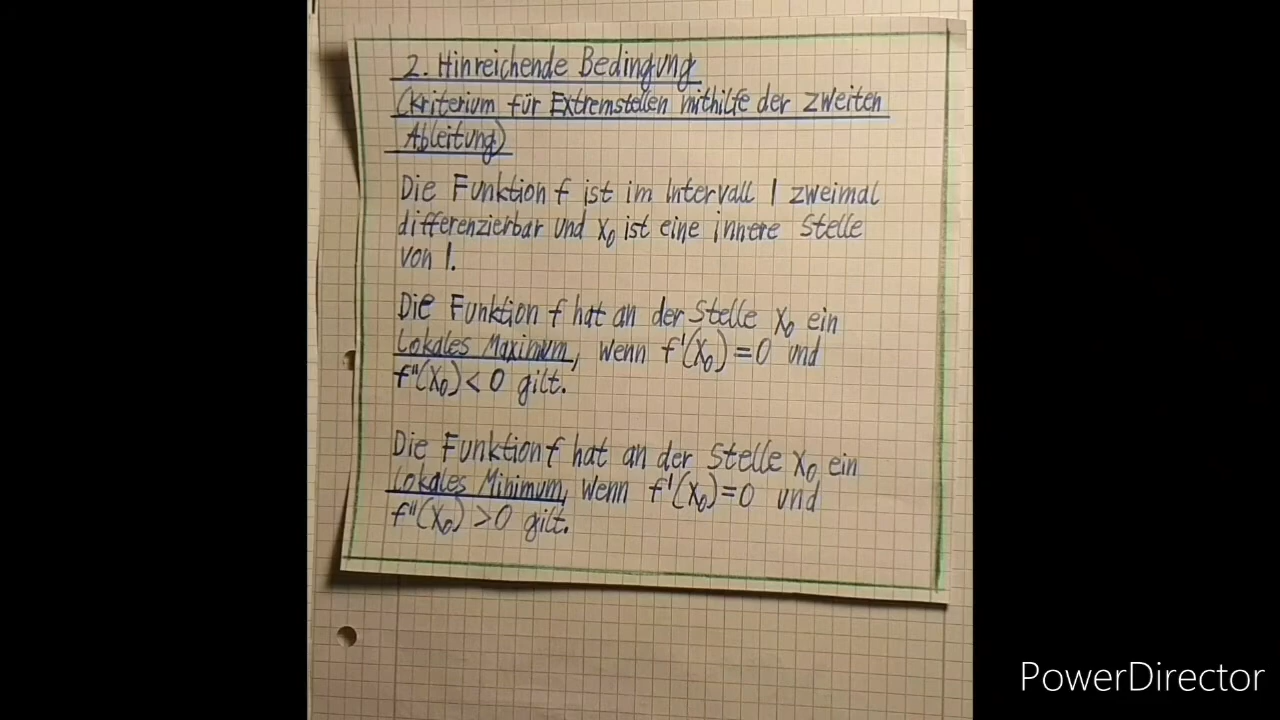 2. Hinreichende Bedingung
(Kriterium für Extremstellen mithilfe der zweiten
Ableitung)
Die Funktion f ist im Intervall I zweimal
differenzierbar und x₀ ist eine innere Stelle
von I.
Die Funktion f hat an der Stelle x₀ ein
lokales Maximum, wenn f'(x₀) = 0 und
f''(x₀) < 0 gilt.
Die Funktion f hat an der Stelle x₀ ein
lokales Minimum, wenn f'(x₀) = 0 und
f''(x₀) > 0 gilt.
PowerDirector